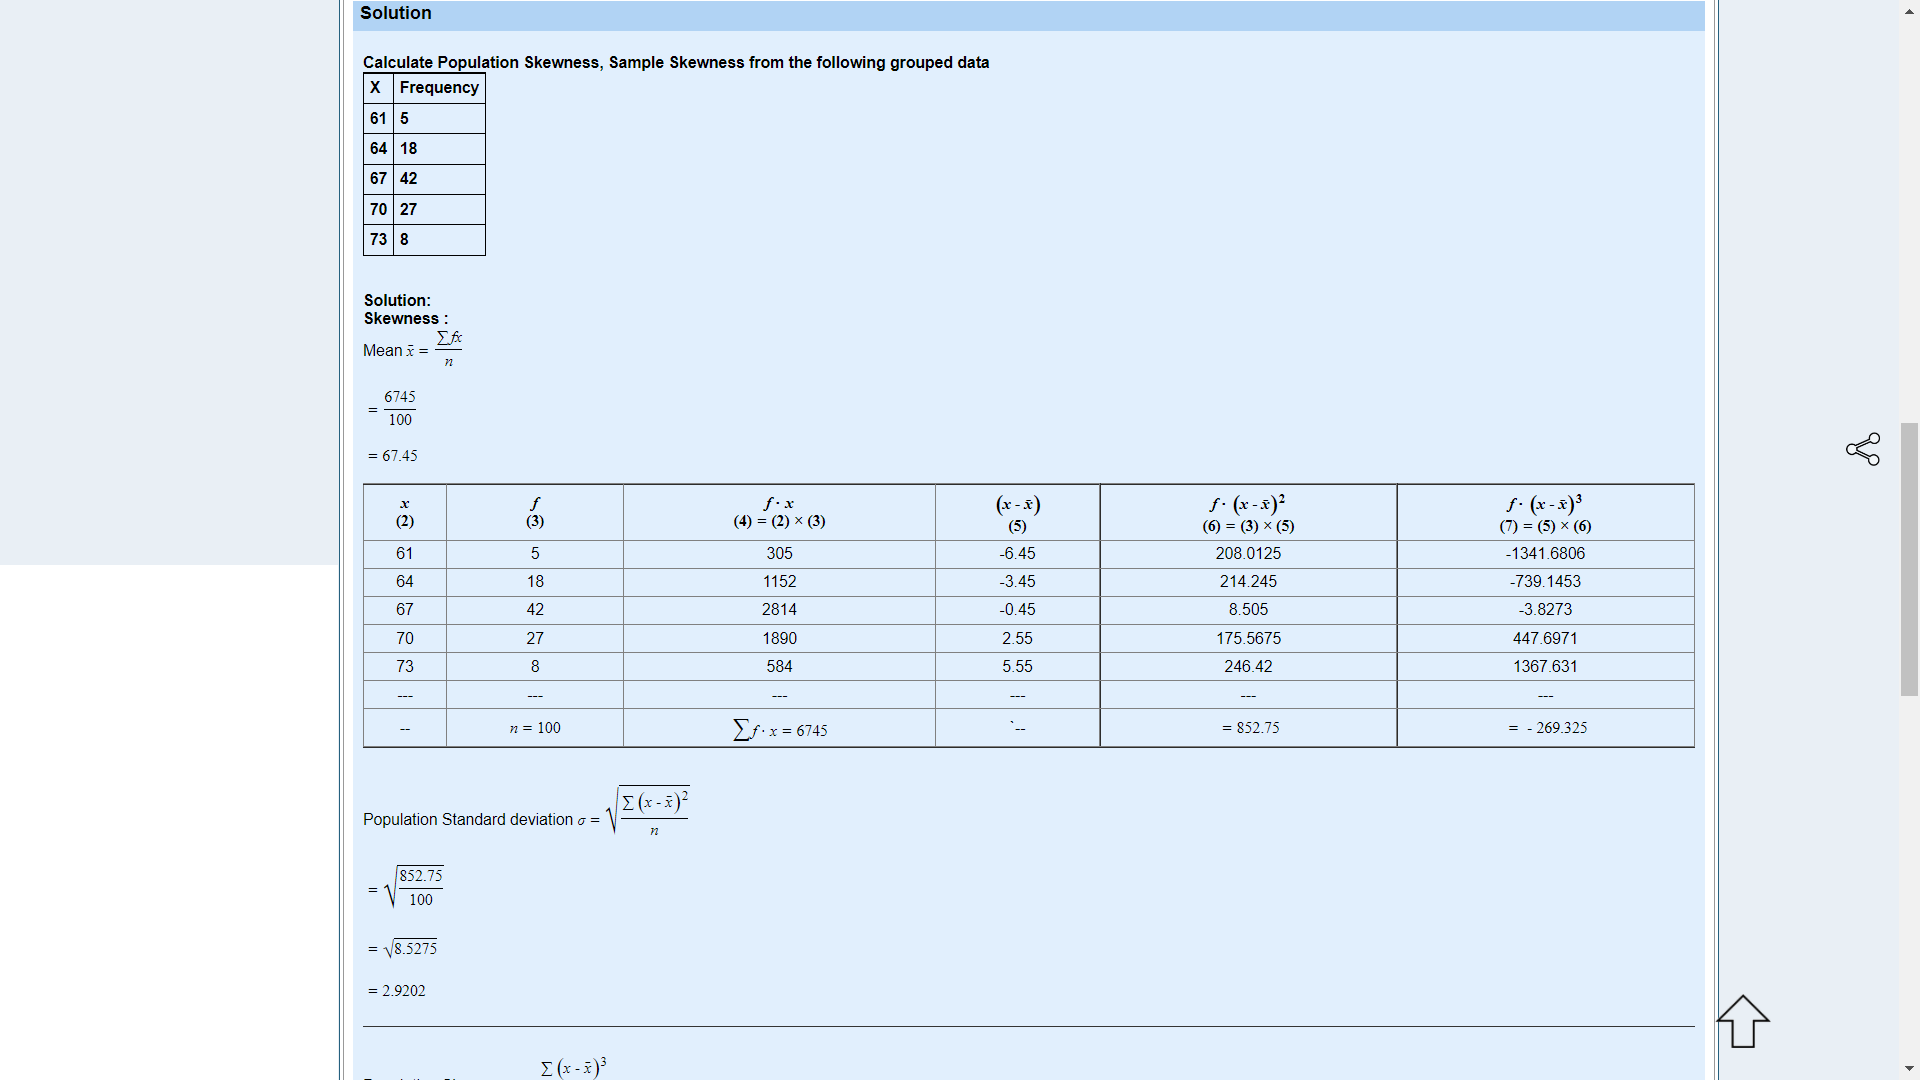 Solution
Calculate Population Skewness, Sample Skewness from the following grouped data
X Frequency
61 5
64 18
67 42
70 27
73 8
Solution:
Skewness :
Mean x̄ = ∑fx / n
= 6745 / 100
= 67.45
x f f · x (x - x̄) f · (x - x̄)² f · (x - x̄)³
(2) (3) (4) = (2) × (3) (5) (6) = (3) × (5) (7) = (5) × (6)
61 5 305 -6.45 208.0125 -1341.6806
64 18 1152 -3.45 214.245 -739.1453
67 42 2814 -0.45 8.505 -3.8273
70 27 1890 2.55 175.5675 447.6971
73 8 584 5.55 246.42 1367.631
--- --- --- --- --- ---
-- n = 100 ∑f · x = 6745 `-- = 852.75 = - 269.325
Population Standard deviation σ = √(∑(x - x̄)² / n)
= √(852.75 / 100)
= √8.5275
= 2.9202
∑(x - x̄)³